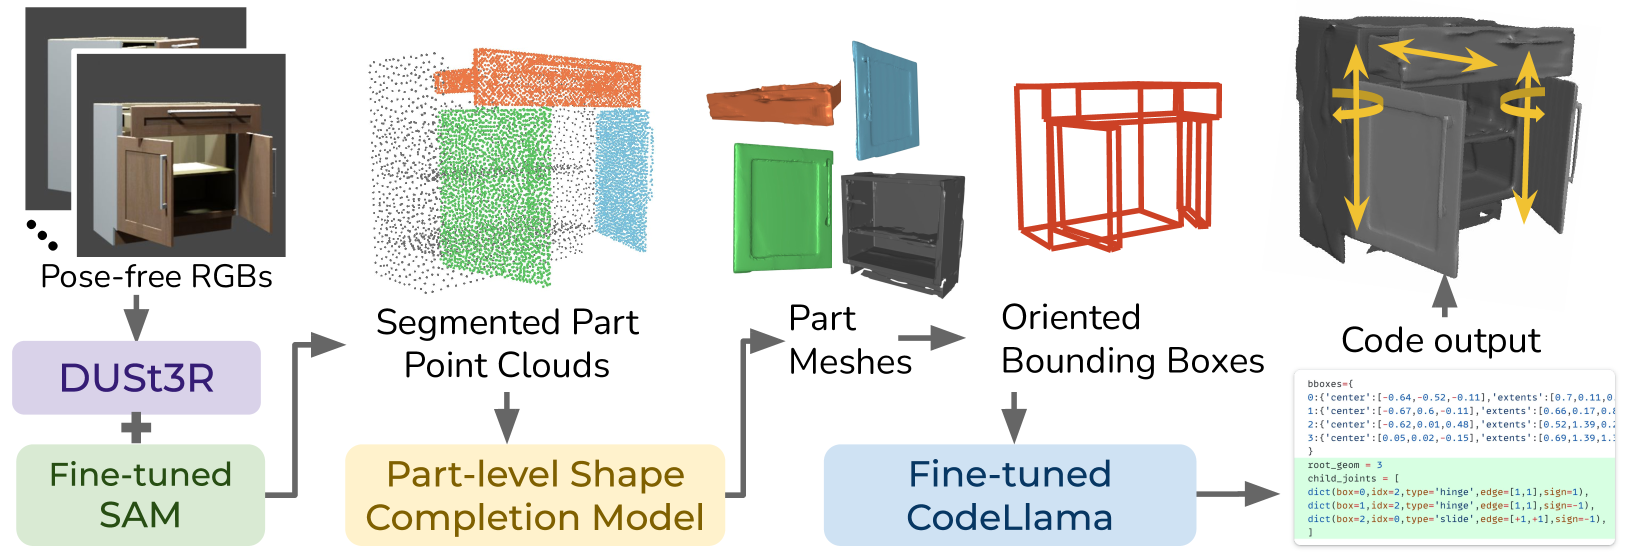 Pose-free RGBs
DUSt3R
Fine-tuned
SAM
Segmented Part
Point Clouds
Part-level Shape
Completion Model
Part
Meshes
Oriented
Bounding Boxes
Fine-tuned
CodeLlama
Code output
bboxes={
0:{'center':[-0.64,-0.52,-0.11],'extents':[0.7,0.11,0.
1:{'center':[-0.67,0.6,-0.11],'extents':[0.66,0.17,0.8
2:{'center':[-0.62,0.01,0.48],'extents':[0.52,1.39,0.2
3:{'center':[0.05,0.02,-0.15],'extents':[0.69,1.39,1.
}
root_geom = 3
child_joints = [
dict(box=0,idx=2,type='hinge',edge=[1,1],sign=1),
dict(box=1,idx=2,type='hinge',edge=[1,1],sign=-1),
dict(box=2,idx=0,type='slide',edge=[+1,+1],sign=-1),
]